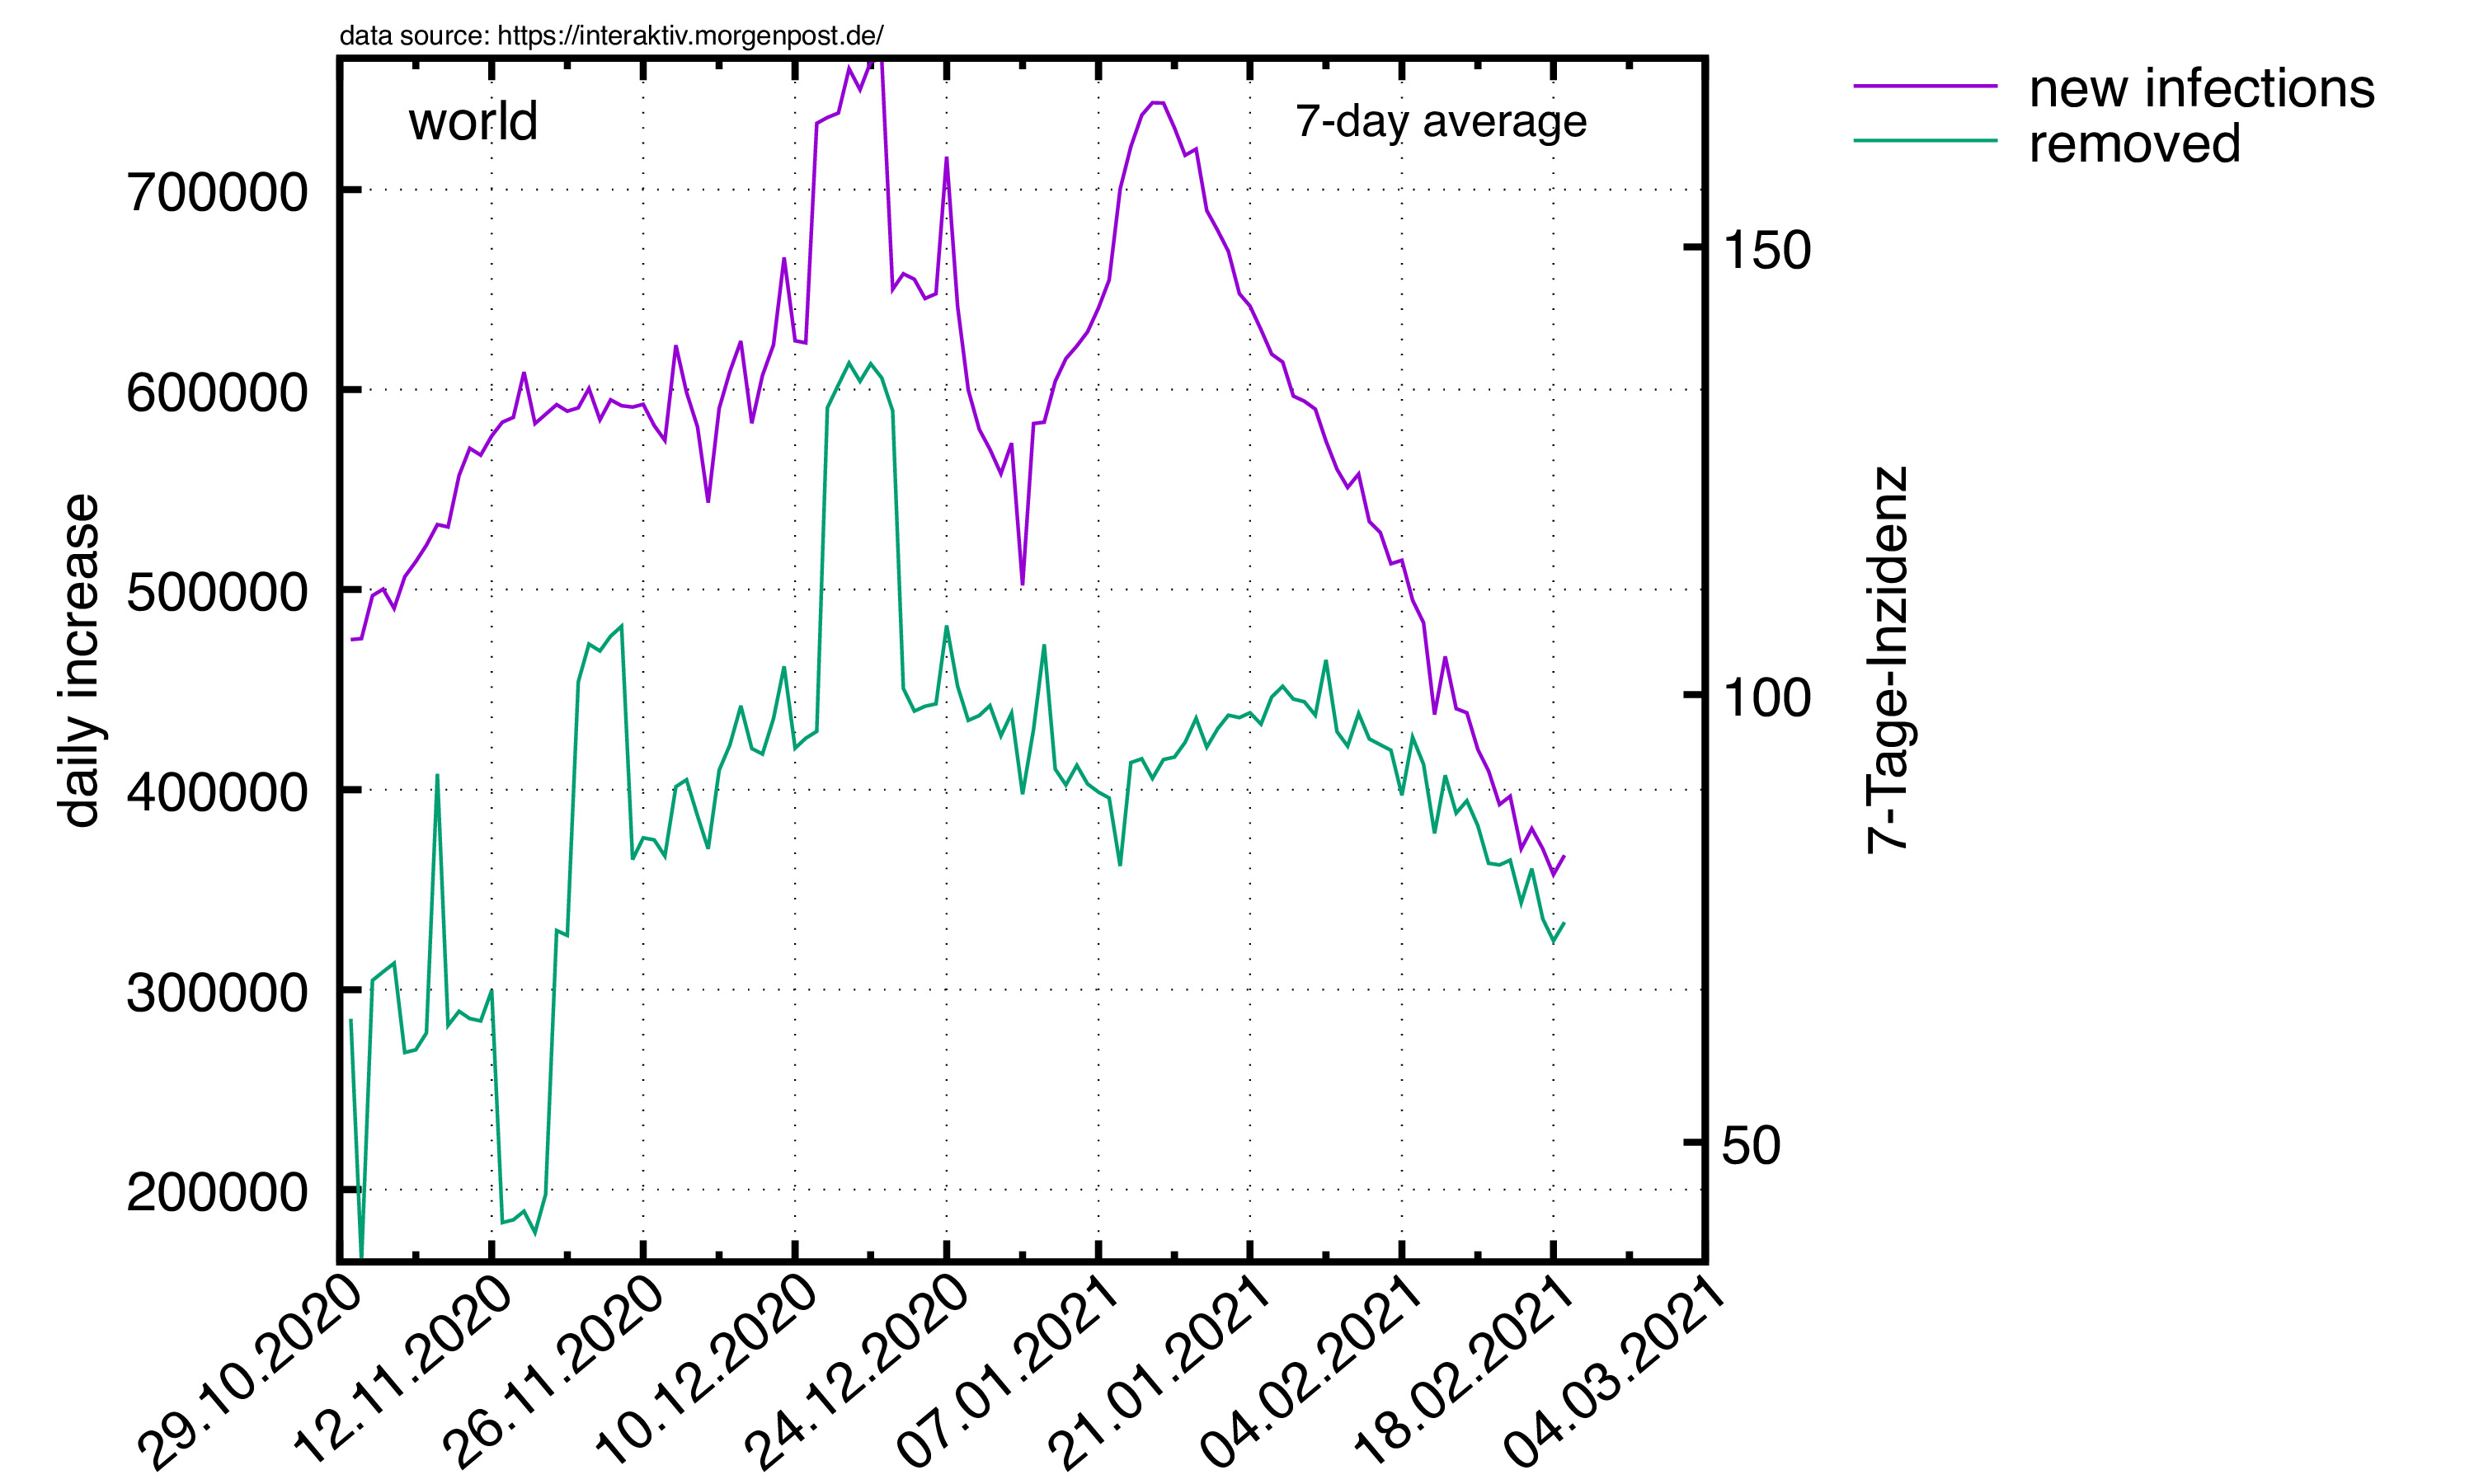 data source: https://interaktiv.morgenpost.de/
world
7-day average
new infections
removed
700000
600000
500000
400000
300000
200000
daily increase
150
100
50
7-Tage-Inzidenz
29.10.2020
12.11.2020
26.11.2020
10.12.2020
24.12.2020
07.01.2021
21.01.2021
04.02.2021
18.02.2021
04.03.2021